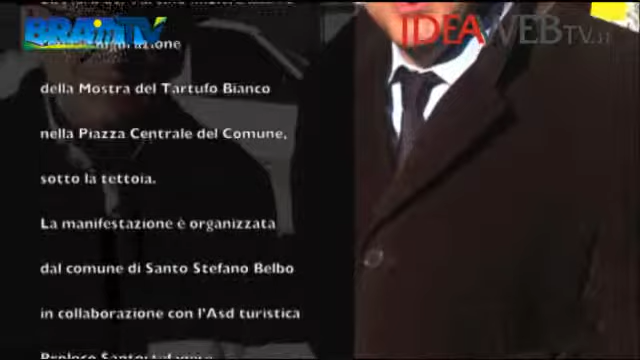 BRAinTV
IDEAWEBTV.it
della Mostra del Tartufo Bianco
nella Piazza Centrale del Comune,
sotto la tettoia.
La manifestazione è organizzata
dal comune di Santo Stefano Belbo
in collaborazione con l'Asd turistica